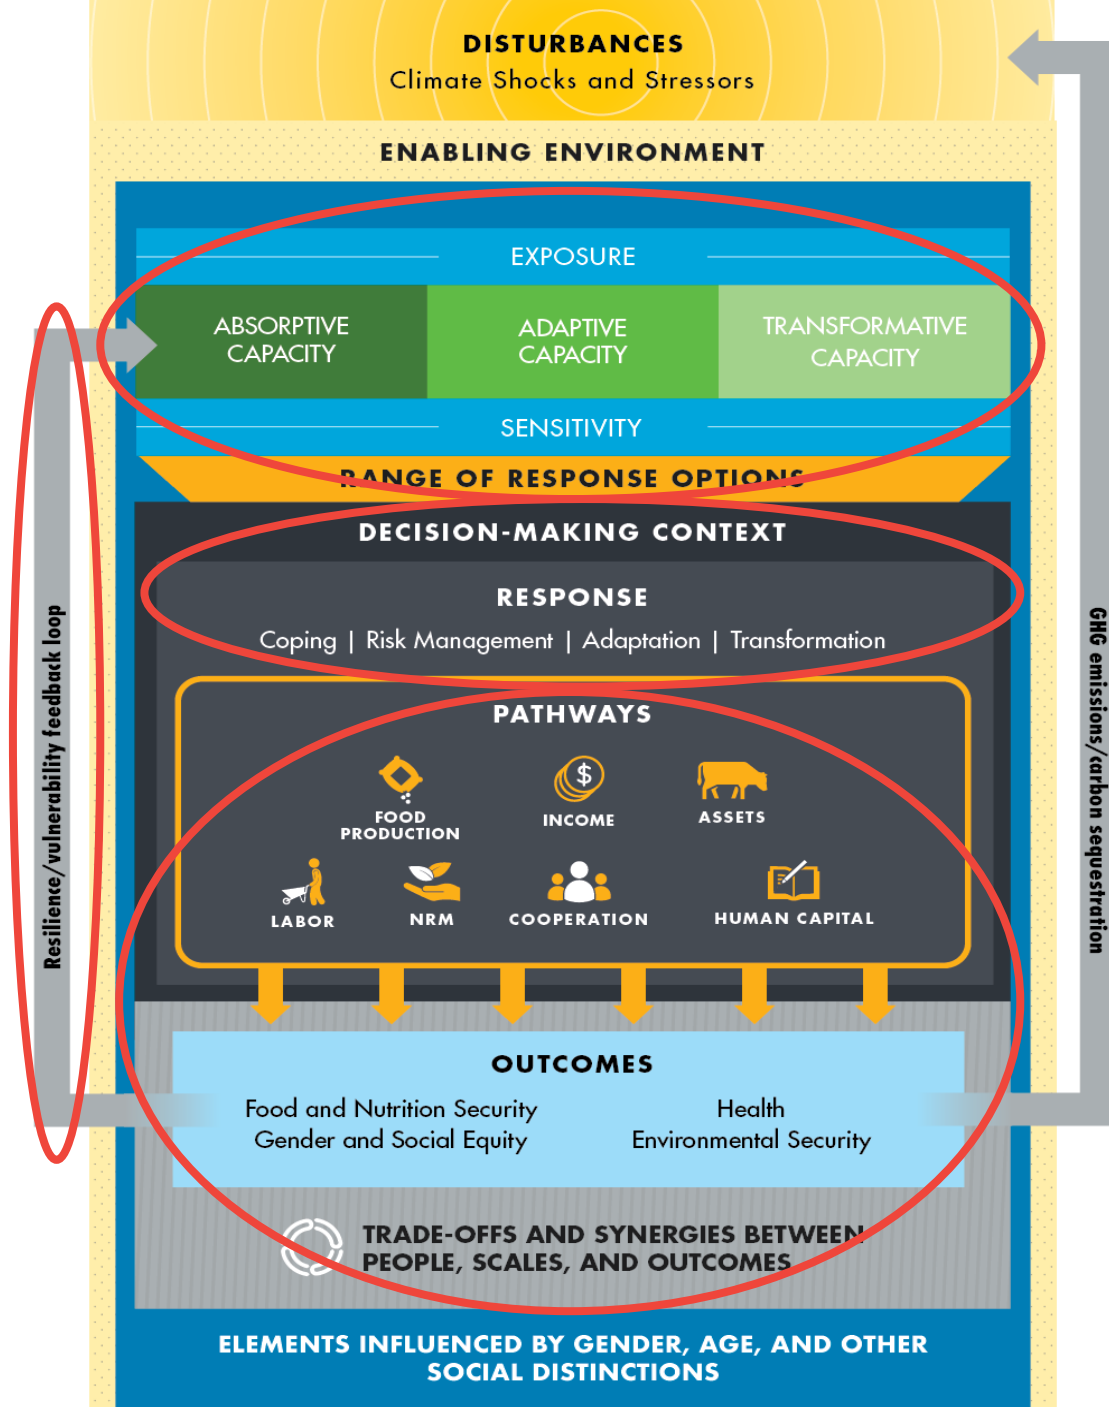 DISTURBANCES
Climate Shocks and Stressors
ENABLING ENVIRONMENT
EXPOSURE
ABSORPTIVE
CAPACITY
ADAPTIVE
CAPACITY
TRANSFORMATIVE
CAPACITY
SENSITIVITY
RANGE OF RESPONSE OPTIONS
DECISION-MAKING CONTEXT
RESPONSE
Coping | Risk Management | Adaptation | Transformation
PATHWAYS
$
FOOD
PRODUCTION
INCOME
ASSETS
LABOR
NRM
COOPERATION
HUMAN CAPITAL
OUTCOMES
Food and Nutrition Security
Gender and Social Equity
Health
Environmental Security
TRADE-OFFS AND SYNERGIES BETWEEN
PEOPLE, SCALES, AND OUTCOMES
ELEMENTS INFLUENCED BY GENDER, AGE, AND OTHER
SOCIAL DISTINCTIONS
Resilience/vulnerability feedback loop
GHG emissions/carbon sequestration